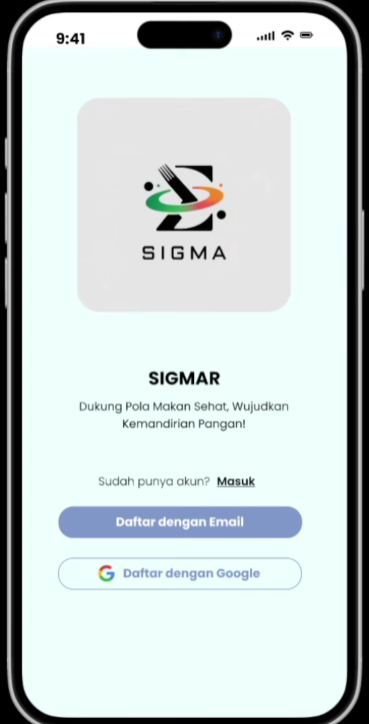 9:41
SIGMA
SIGMAR
Dukung Pola Makan Sehat, Wujudkan
Kemandirian Pangan!
Sudah punya akun? Masuk
Daftar dengan Email
Daftar dengan Google